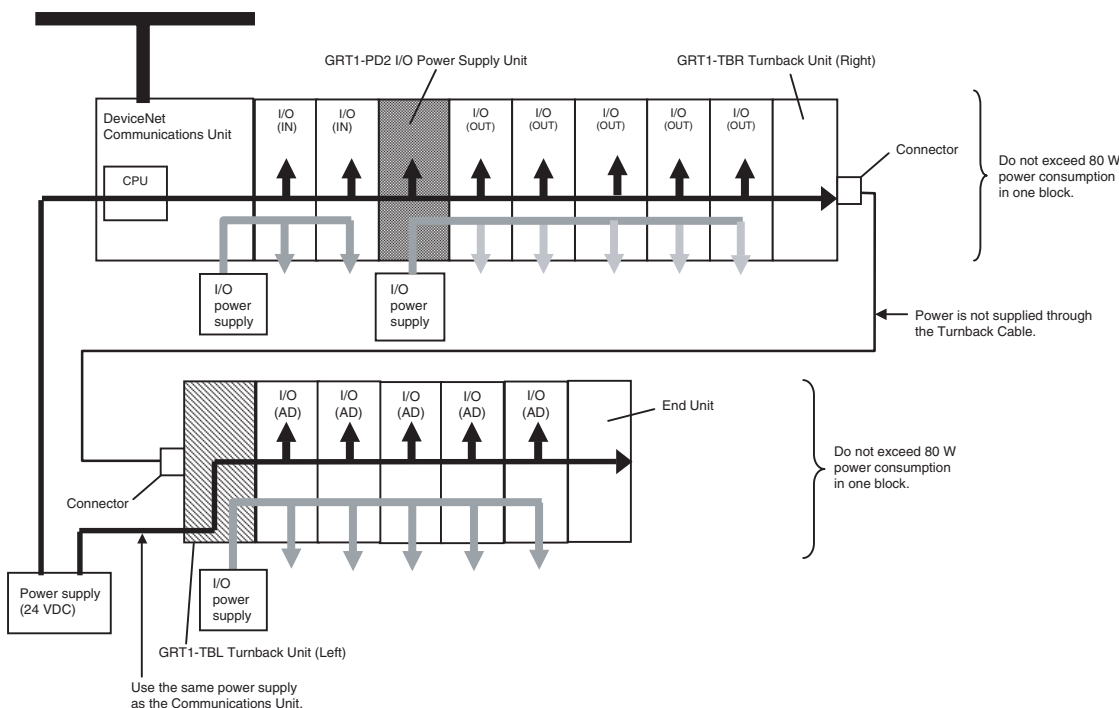 GRT1-PD2 I/O Power Supply Unit
GRT1-TBR Turnback Unit (Right)
DeviceNet
Communications Unit
CPU
I/O
(IN)
I/O
(IN)
I/O
(OUT)
I/O
(OUT)
I/O
(OUT)
I/O
(OUT)
I/O
(OUT)
Connector
Do not exceed 80 W
power consumption
in one block.
I/O
power
supply
I/O
power
supply
Power is not supplied through
the Turnback Cable.
I/O
(AD)
I/O
(AD)
I/O
(AD)
I/O
(AD)
I/O
(AD)
End Unit
Do not exceed 80 W
power consumption
in one block.
Connector
Power supply
(24 VDC)
I/O
power
supply
GRT1-TBL Turnback Unit (Left)
Use the same power supply
as the Communications Unit.